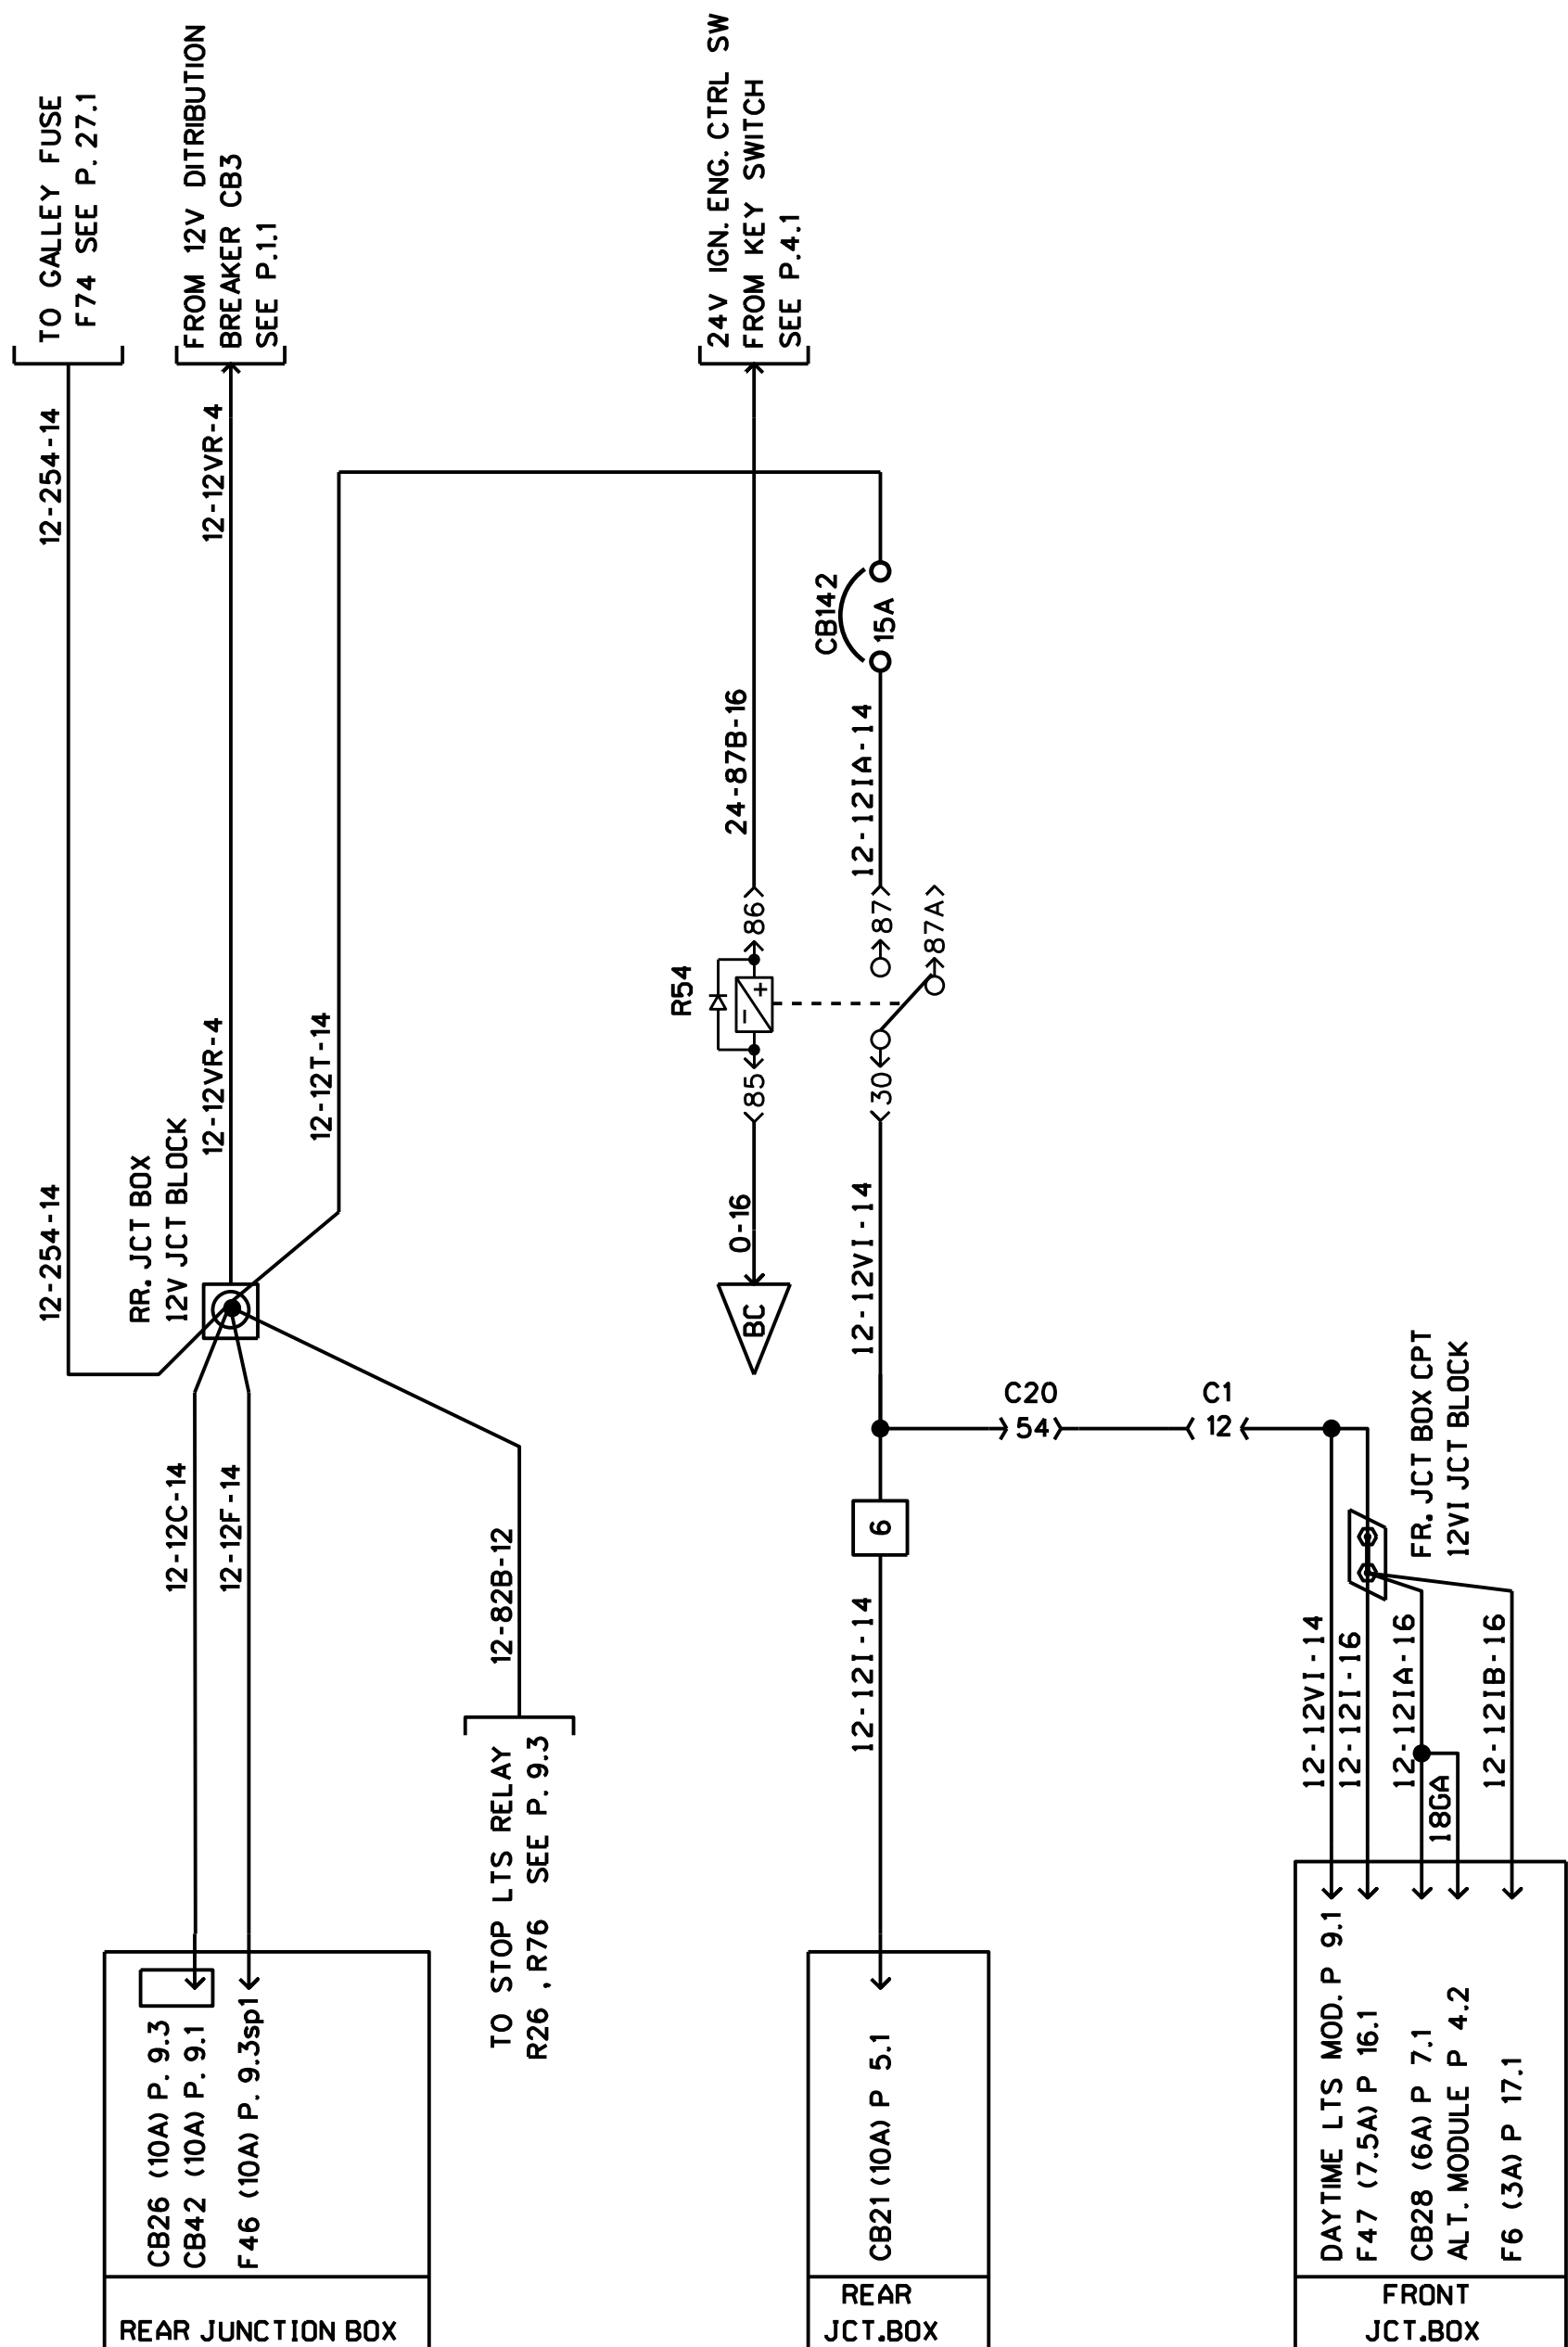 TO GALLEY FUSE
F74 SEE P. 27.1
12-254-14
12-254-14
FROM 12V DITRIBUTION
BREAKER CB3
SEE P.1.1
12-12VR-4
12-12VR-4
RR. JCT BOX
12V JCT BLOCK
12-12T-14
12-12C-14
12-12F-14
12-82B-12
TO STOP LTS RELAY
R26 ,R76 SEE P. 9.3
CB26 (10A) P. 9.3
CB42 (10A) P. 9.1
F46 (10A) P. 9.3sp1
REAR JUNCTION BOX
24V IGN. ENG. CTRL SW
FROM KEY SWITCH
SEE P.4.1
24-87B-16
R54
86
+
-
85
0-16
BC
CB142
15A
12-12IA-14
87
87A
30
12-12VI-14
C20
54
C1
12
6
12-12I-14
CB21 (10A) P 5.1
REAR
JCT.BOX
FR. JCT BOX CPT
12VI JCT BLOCK
12-12VI-14
12-12I-16
12-12IA-16
18GA
12-12IB-16
DAYTIME LTS MOD. P 9.1
F47 (7.5A) P 16.1
CB28 (6A) P 7.1
ALT. MODULE P 4.2
F6 (3A) P 17.1
FRONT
JCT.BOX